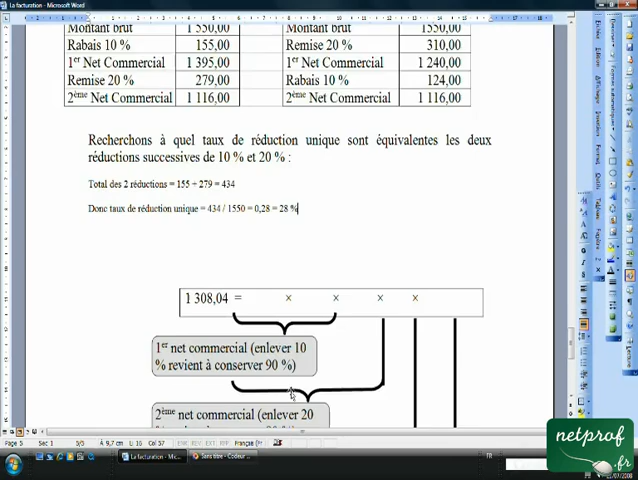 La facturation - Microsoft Word
Montant brut 1 550,00 Montant brut 1550,00
Rabais 10 % 155,00 Remise 20 % 310,00
1er Net Commercial 1 395,00 1er Net Commercial 1 240,00
Remise 20 % 279,00 Rabais 10 % 124,00
2ème Net Commercial 1 116,00 2ème Net Commercial 1 116,00
Recherchons à quel taux de réduction unique sont équivalentes les deux
réductions successives de 10 % et 20 % :
Total des 2 réductions = 155 + 279 = 434
Donc taux de réduction unique = 434 / 1550 = 0,28 = 28 %
1 308,04 = × × × ×
1er net commercial (enlever 10
% revient à conserver 90 %)
2ème net commercial (enlever 20
Page 5 Sec 1 5/5 À 9,7 cm Li 16 Col 57 Français (Fr
La facturation - Mic... Sans titre - Codeur ... FR
netprof
.fr